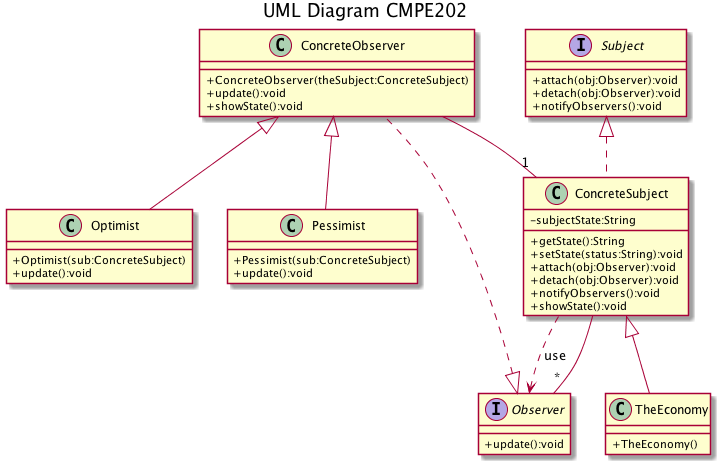 UML Diagram CMPE202
C ConcreteObserver
+ConcreteObserver(theSubject:ConcreteSubject)
+update():void
+showState():void
I Subject
+attach(obj:Observer):void
+detach(obj:Observer):void
+notifyObservers():void
1
C Optimist
+Optimist(sub:ConcreteSubject)
+update():void
C Pessimist
+Pessimist(sub:ConcreteSubject)
+update():void
C ConcreteSubject
-subjectState:String
+getState():String
+setState(status:String):void
+attach(obj:Observer):void
+detach(obj:Observer):void
+notifyObservers():void
+showState():void
use
*
I Observer
+update():void
C TheEconomy
+TheEconomy()